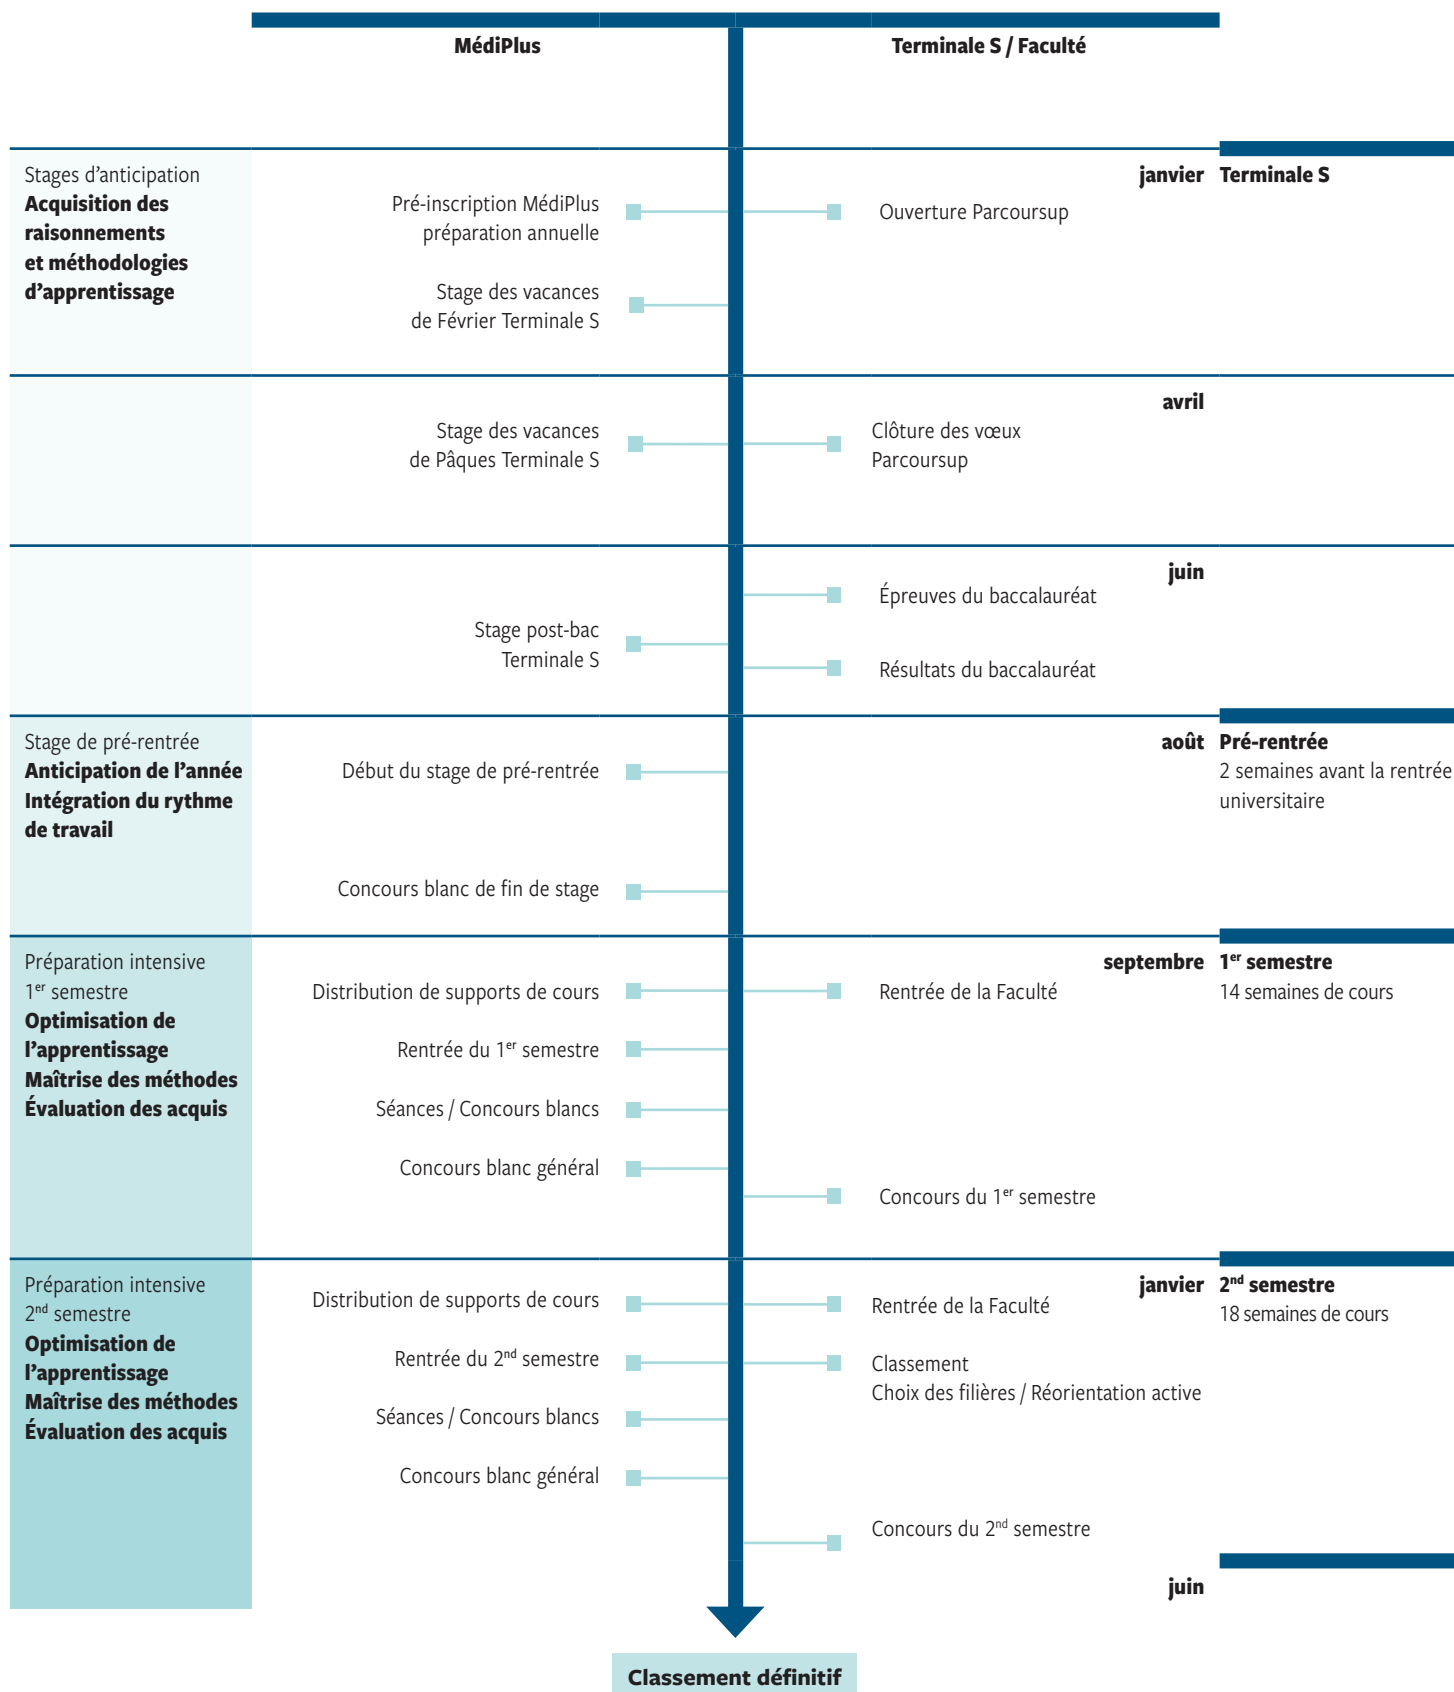 MédiPlus
Terminale S / Faculté
Stages d’anticipation
Acquisition des
raisonnements
et méthodologies
d’apprentissage
Pré-inscription MédiPlus
préparation annuelle
Stage des vacances
de Février Terminale S
janvier
Terminale S
Ouverture Parcoursup
avril
Stage des vacances
de Pâques Terminale S
Clôture des vœux
Parcoursup
juin
Épreuves du baccalauréat
Stage post-bac
Terminale S
Résultats du baccalauréat
Stage de pré-rentrée
Anticipation de l’année
Intégration du rythme
de travail
Début du stage de pré-rentrée
Concours blanc de fin de stage
août
Pré-rentrée
2 semaines avant la rentrée
universitaire
Préparation intensive
1er semestre
Optimisation de
l’apprentissage
Maîtrise des méthodes
Évaluation des acquis
Distribution de supports de cours
Rentrée du 1er semestre
Séances / Concours blancs
Concours blanc général
septembre
1er semestre
14 semaines de cours
Rentrée de la Faculté
Concours du 1er semestre
Préparation intensive
2nd semestre
Optimisation de
l’apprentissage
Maîtrise des méthodes
Évaluation des acquis
Distribution de supports de cours
Rentrée du 2nd semestre
Séances / Concours blancs
Concours blanc général
janvier
2nd semestre
18 semaines de cours
Rentrée de la Faculté
Classement
Choix des filières / Réorientation active
Concours du 2nd semestre
juin
Classement définitif